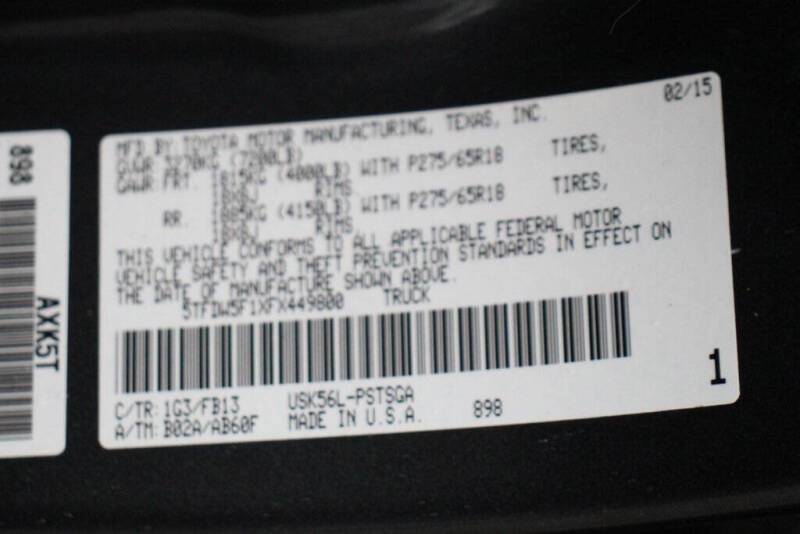 02/15
MFD BY TOYOTA MOTOR MANUFACTURING, TEXAS, INC.
GVWR (7200LB)
GAWR: FRT. 1815KG (4000LB) WITH P275/65R18 TIRES,
RIMS
RR. 1885KG (4150LB) WITH P275/65R18 TIRES,
RIMS
THIS VEHICLE CONFORMS TO ALL APPLICABLE FEDERAL MOTOR
VEHICLE SAFETY AND THEFT PREVENTION STANDARDS IN EFFECT ON
THE DATE OF MANUFACTURE SHOWN ABOVE.
5TFDW5F1XFX449800 TRUCK
C/TR: 1G3/FB13 USK56L-PSTSGA
A/TM: B02A/AB60F MADE IN U.S.A. 898
1
898
AXK5T